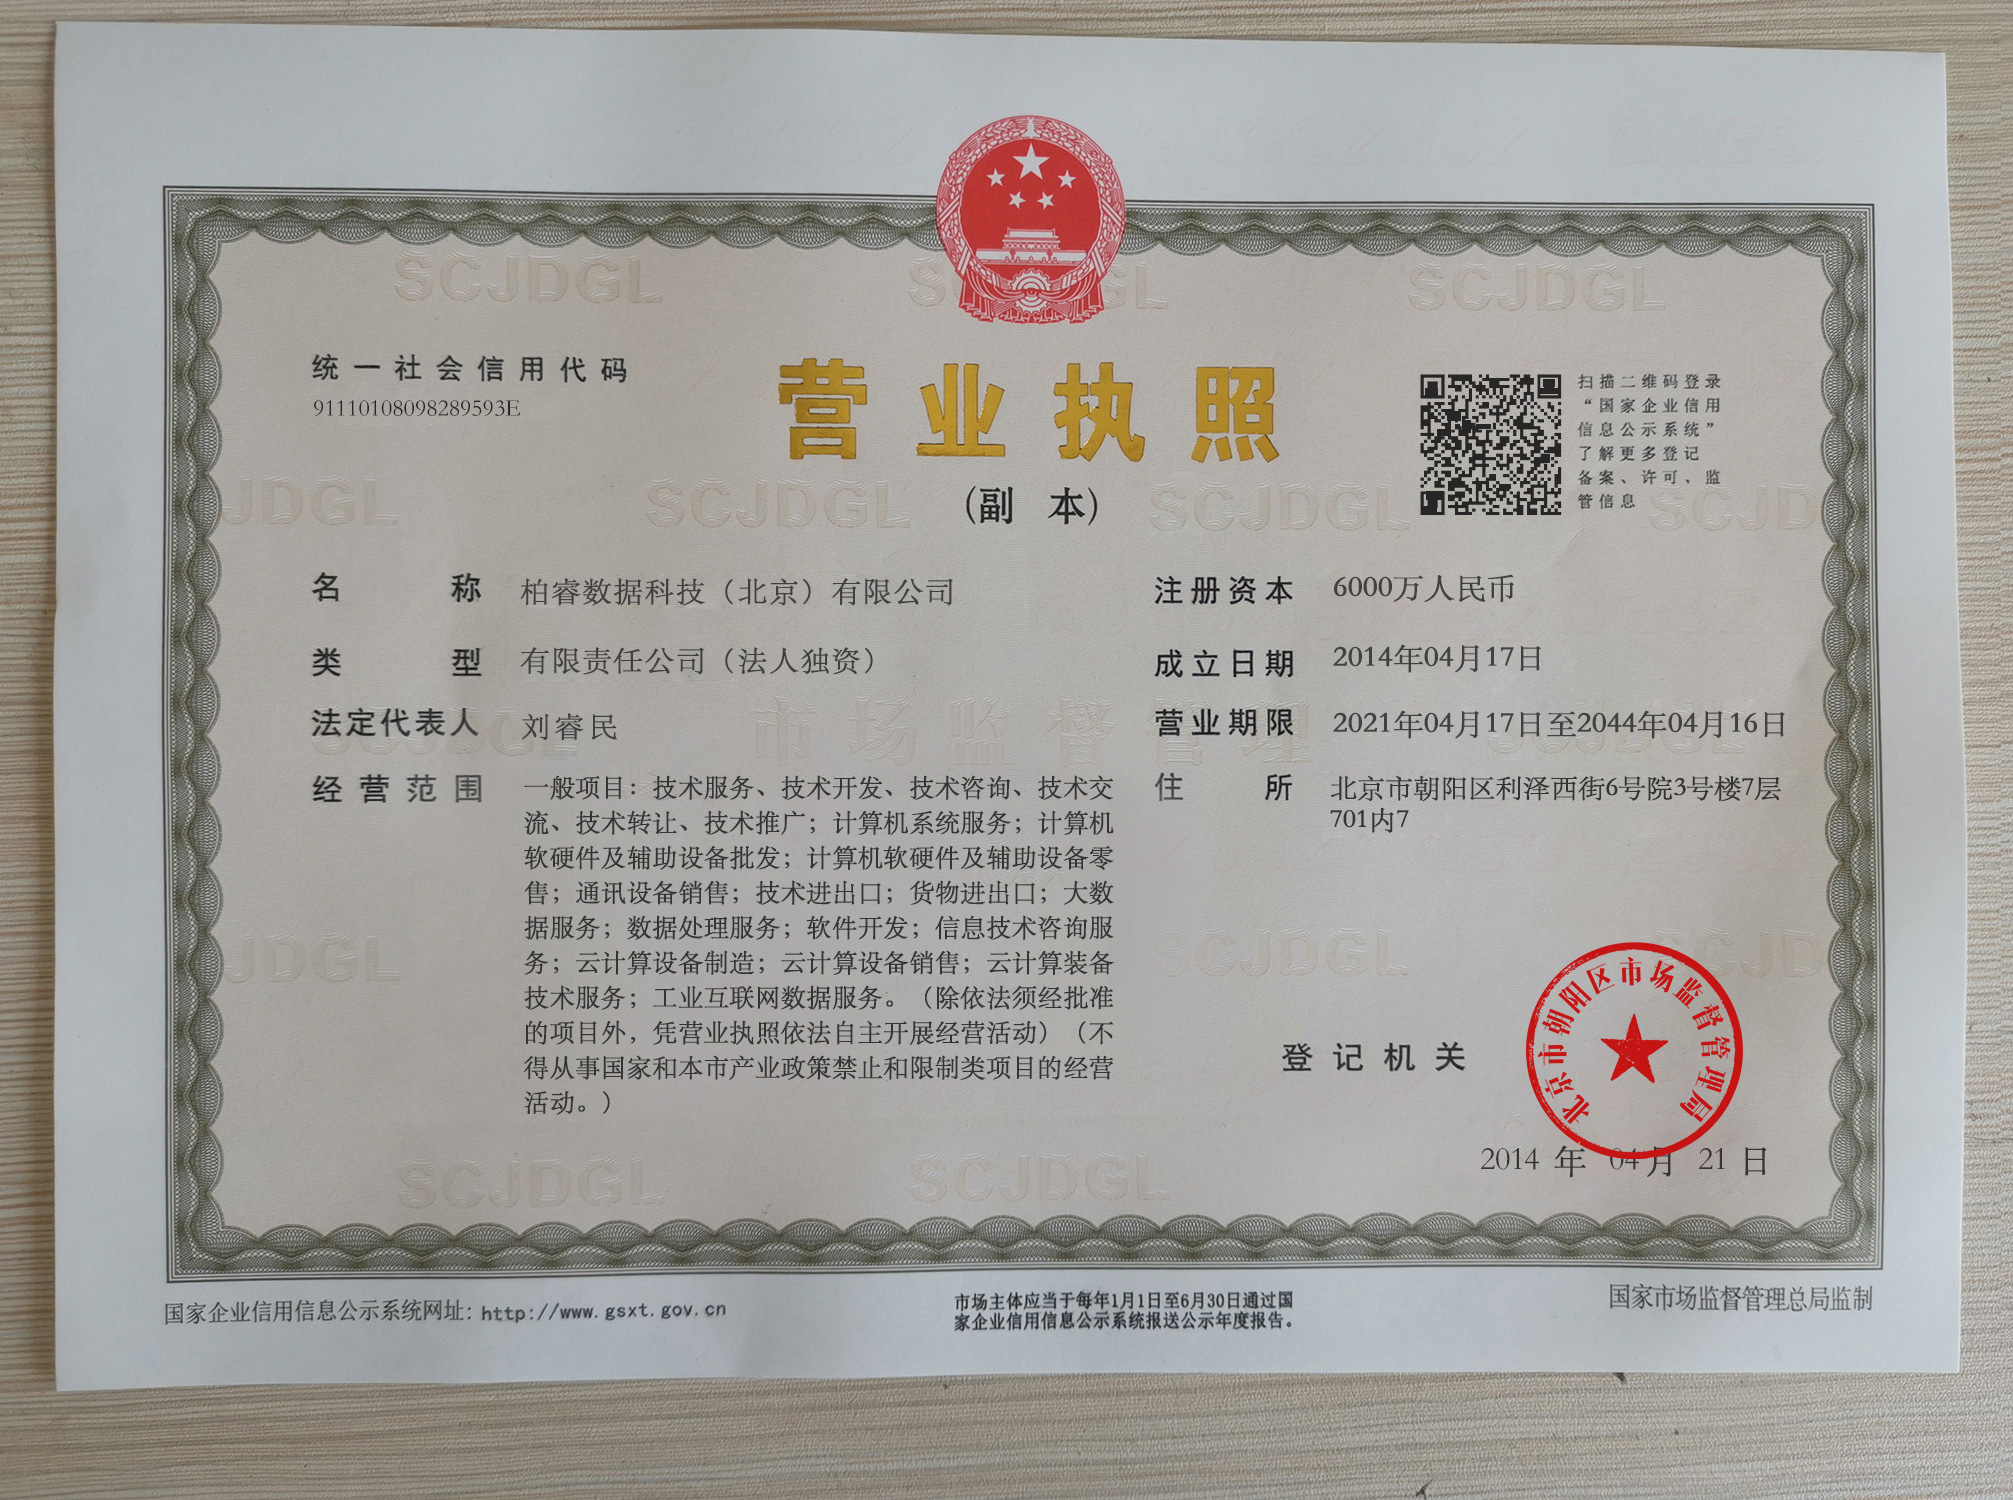 SCJDGL
SCJDGL
SCJDGL
统一社会信用代码
91110108098289593E
营业执照
(副 本)
扫描二维码登录
“国家企业信用
信息公示系统”
了解更多登记
备案、许可、监
管信息
JDGL
SCJDGL
SCJDGL
SCJD
名 称 柏睿数据科技（北京）有限公司
注册资本 6000万人民币
类 型 有限责任公司（法人独资）
成立日期 2014年04月17日
法定代表人 刘睿民
营业期限 2021年04月17日至2044年04月16日
市场监督管理
经营范围 一般项目：技术服务、技术开发、技术咨询、技术交
流、技术转让、技术推广；计算机系统服务；计算机
软硬件及辅助设备批发；计算机软硬件及辅助设备零
售；通讯设备销售；技术进出口；货物进出口；大数
据服务；数据处理服务；软件开发；信息技术咨询服
务；云计算设备制造；云计算设备销售；云计算装备
技术服务；工业互联网数据服务。（除依法须经批准
的项目外，凭营业执照依法自主开展经营活动）（不
得从事国家和本市产业政策禁止和限制类项目的经营
活动。）
住 所 北京市朝阳区利泽西街6号院3号楼7层
701内7
JDGL
SCJDGL
SCJD
登记机关
北京市朝阳区市场监督管理局
2014 年 04 月 21 日
SCJDGL
SCJDGL
国家企业信用信息公示系统网址：http://www.gsxt.gov.cn
市场主体应当于每年1月1日至6月30日通过国
家企业信用信息公示系统报送公示年度报告。
国家市场监督管理总局监制